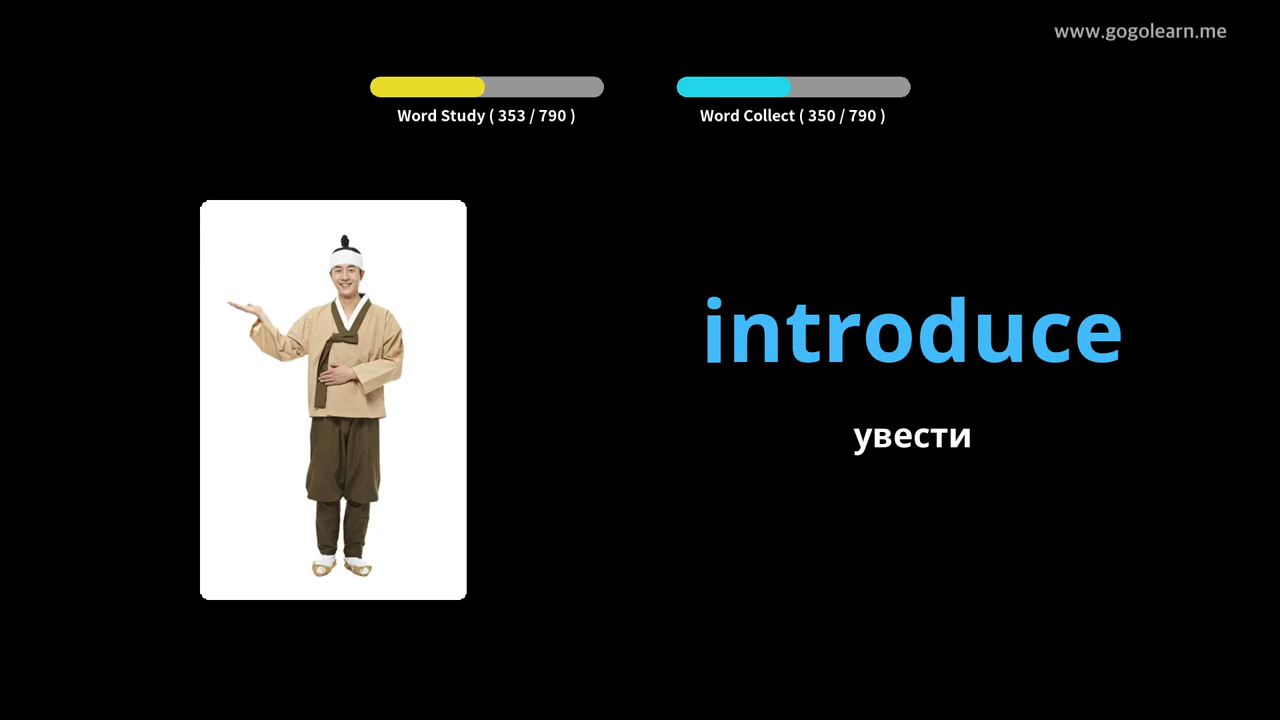 www.gogolearn.me
Word Study ( 353 / 790 )
Word Collect ( 350 / 790 )
introduce
увести